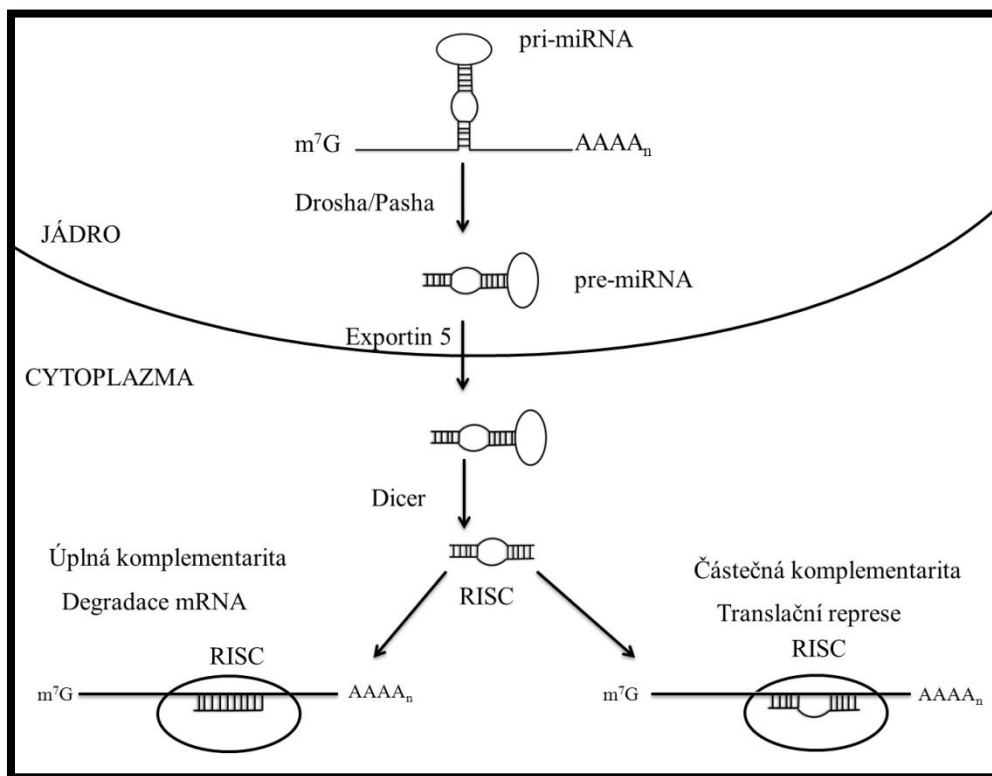 pri-miRNA
m⁷G AAAAₙ
Drosha/Pasha
JÁDRO
pre-miRNA
Exportin 5
CYTOPLAZMA
Dicer
Úplná komplementarita
Degradace mRNA
RISC
Částečná komplementarita
Translační represe
RISC
RISC
m⁷G AAAAₙ
m⁷G AAAAₙ